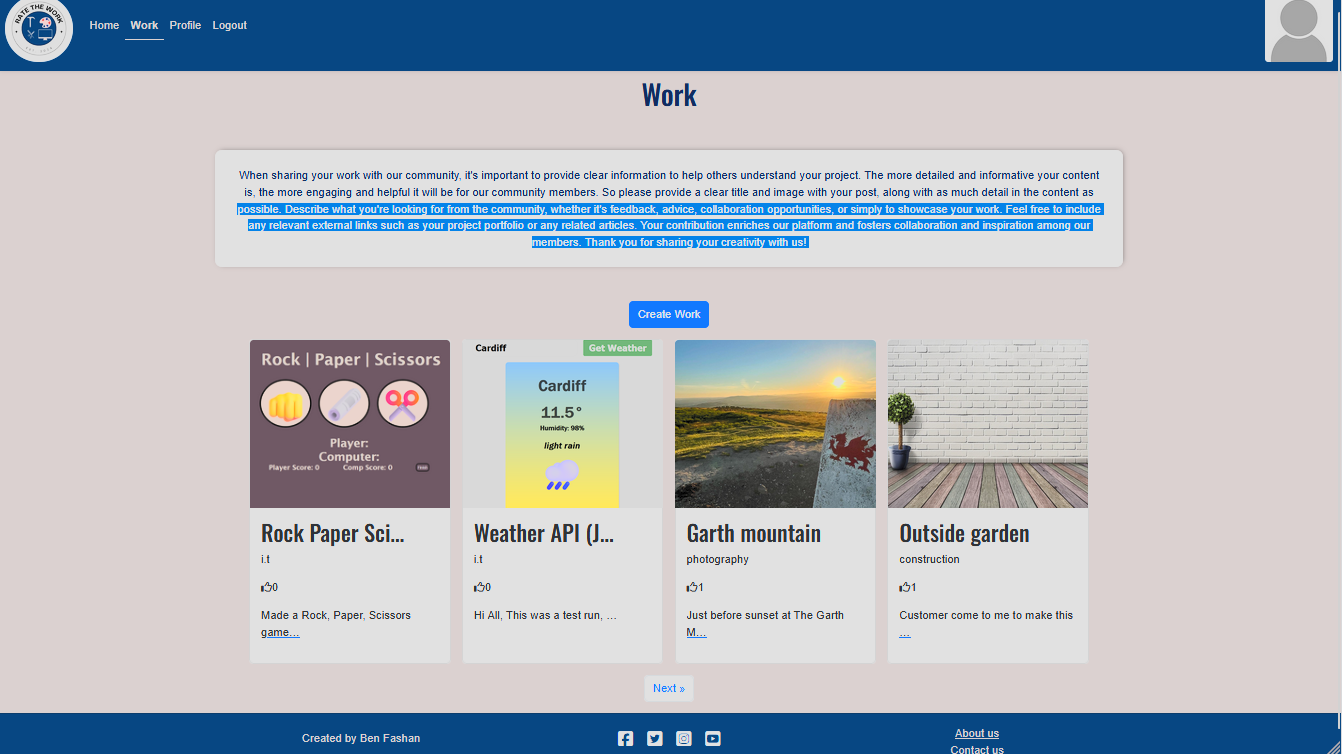 RATE THE WORK
Home Work Profile Logout
Work
When sharing your work with our community, it's important to provide clear information to help others understand your project. The more detailed and informative your content
is, the more engaging and helpful it will be for our community members. So please provide a clear title and image with your post, along with as much detail in the content as
possible. Describe what you're looking for from the community, whether it's feedback, advice, collaboration opportunities, or simply to showcase your work. Feel free to include
any relevant external links such as your project portfolio or any related articles. Your contribution enriches our platform and fosters collaboration and inspiration among our
members. Thank you for sharing your creativity with us!
Create Work
Rock | Paper | Scissors
Player:
Computer:
Player Score: 0 Comp Score: 0
Rock Paper Sci...
i.t
0
Made a Rock, Paper, Scissors
game…
Cardiff Get Weather
Cardiff
11.5°
Humidity: 98%
light rain
Weather API (J...
i.t
0
Hi All, This was a test run, …
Garth mountain
photography
1
Just before sunset at The Garth
M…
Outside garden
construction
1
Customer come to me to make this
…
Next »
Created by Ben Fashan
About us
Contact us